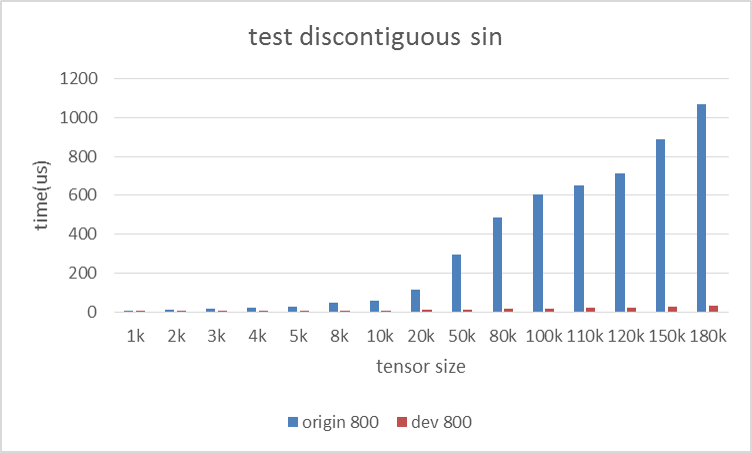 test discontiguous sin
1200
1000
800
600
400
200
0
time(us)
1k 2k 3k 4k 5k 8k 10k 20k 50k 80k 100k 110k 120k 150k 180k
tensor size
origin 800 dev 800